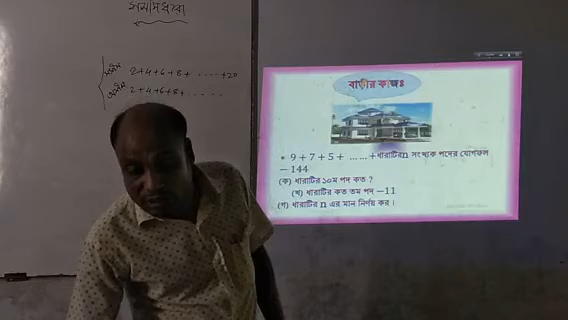 সমান্তর ধারা
সসীম 2+4+6+8+ ..... +20
অসীম 2+4+6+8+ ......
বাড়ীর কাজঃ
9 + 7 + 5 + ...... + ধারাটিরn সংখ্যক পদের যোগফল
– 144
(ক) ধারাটির ১০ম পদ কত ?
(খ) ধারাটির কত তম পদ –11
(গ) ধারাটির n এর মান নির্ণয় কর ।